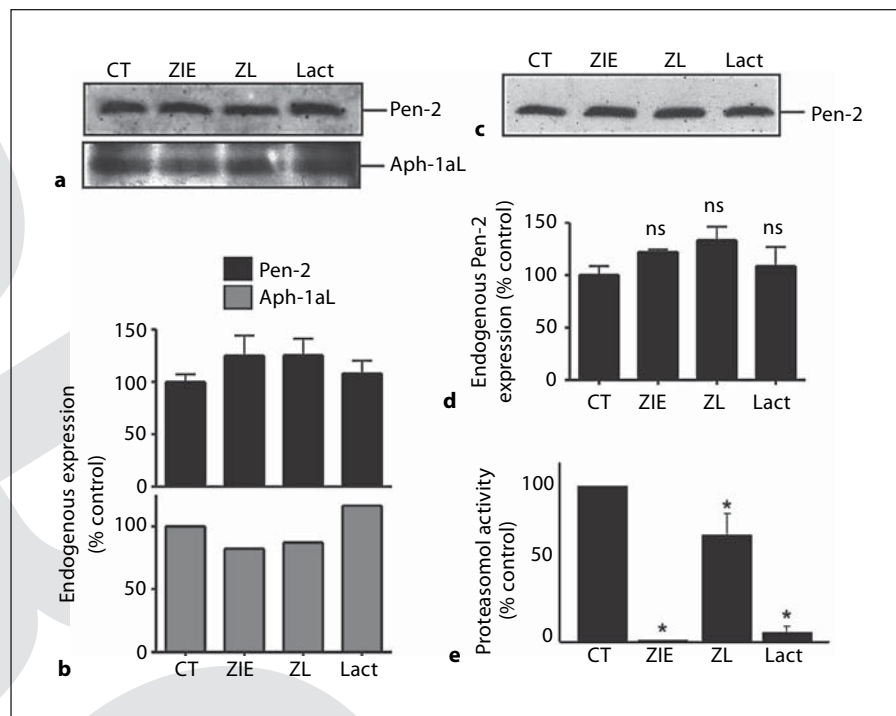 CT ZIE ZL Lact
Pen-2
Aph-1aL
a
CT ZIE ZL Lact
Pen-2
c
Pen-2
Aph-1aL
Endogenous expression
(% control)
150
100
50
0
100
50
0
CT ZIE ZL Lact
b
Endogenous Pen-2
expression (% control)
150
100
50
0
ns
ns
ns
CT ZIE ZL Lact
d
Proteasomol activity
(% control)
100
50
0
*
*
*
CT ZIE ZL Lact
e